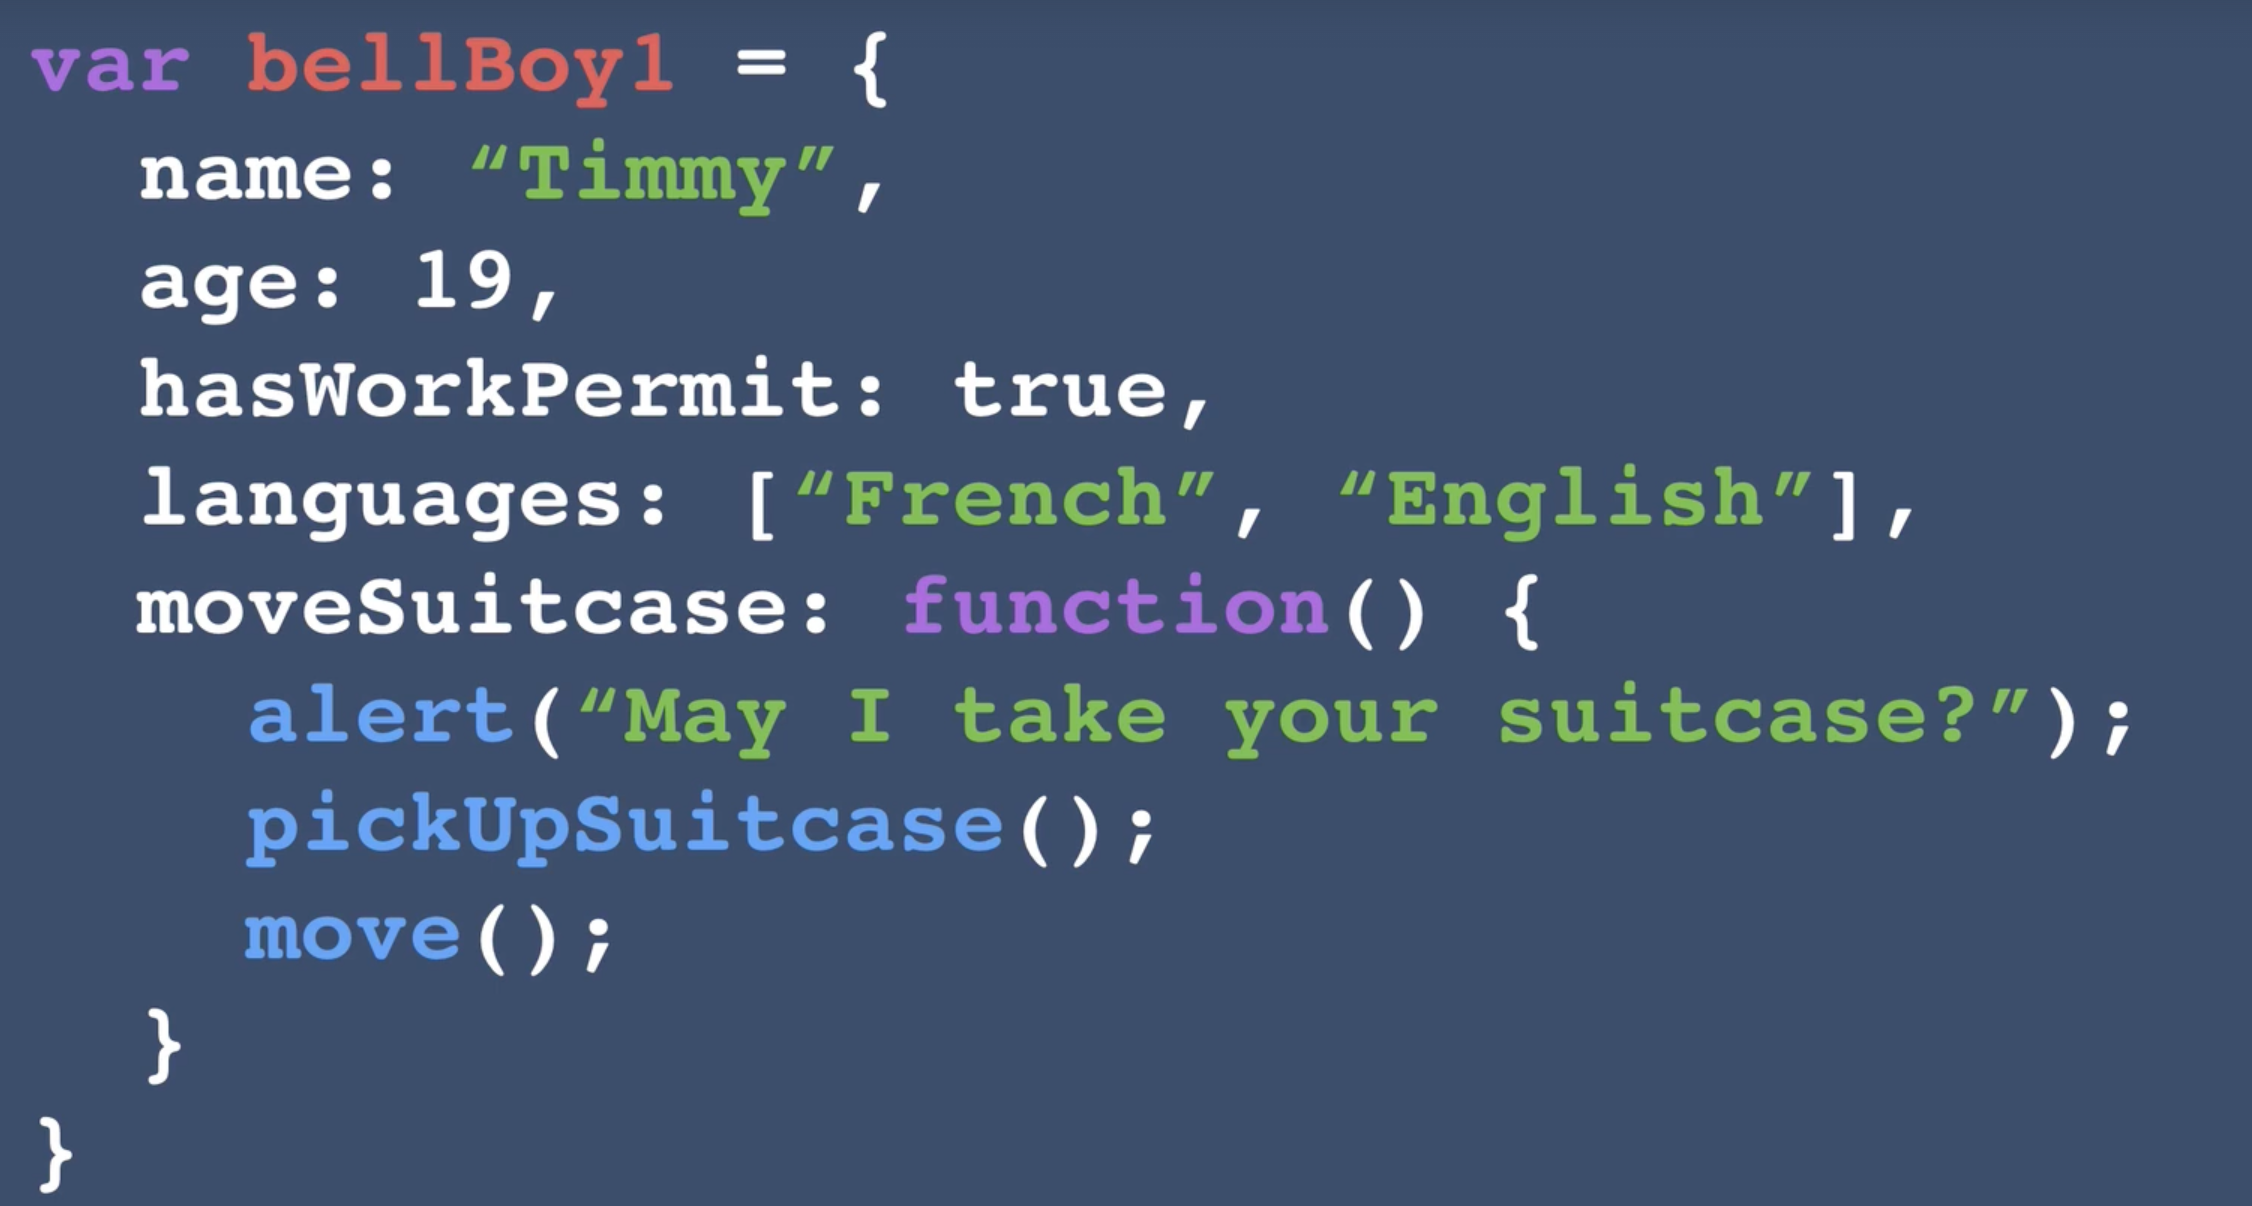 var bellBoy1 = {
  name: “Timmy”,
  age: 19,
  hasWorkPermit: true,
  languages: [“French”, “English”],
  moveSuitcase: function() {
    alert(“May I take your suitcase?”);
    pickUpSuitcase();
    move();
  }
}